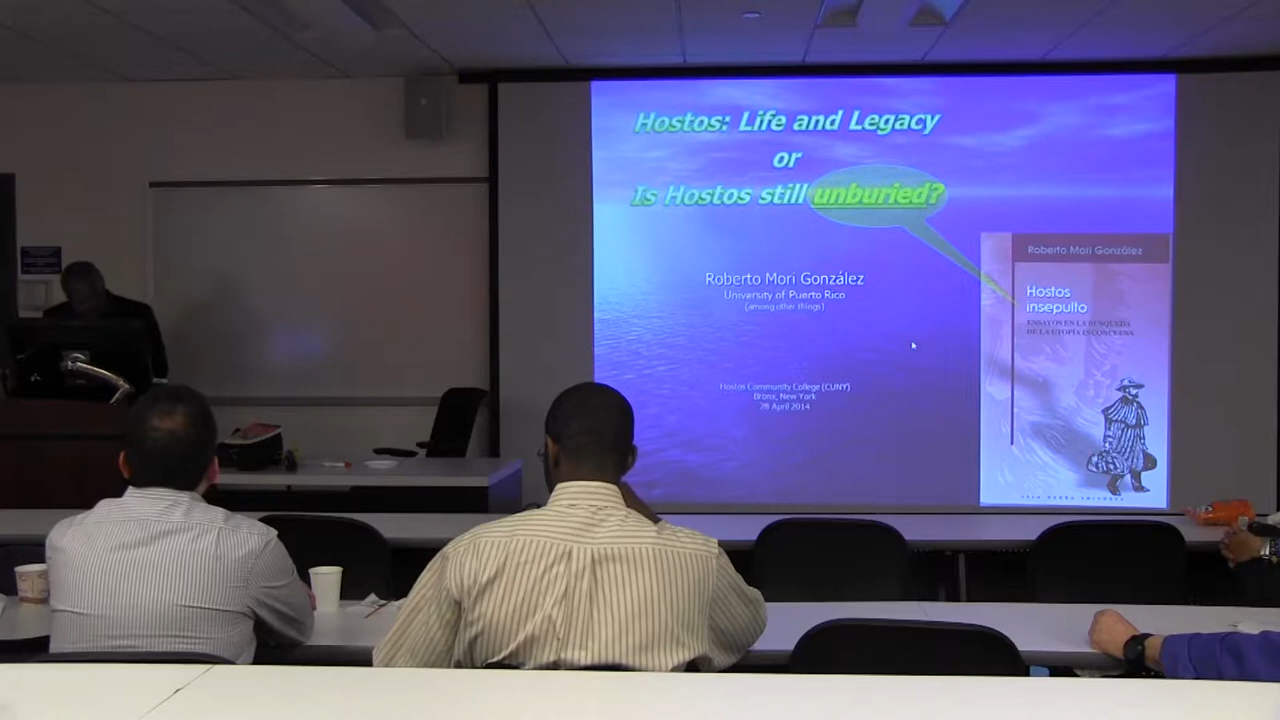 Hostos: Life and Legacy
or
Is Hostos still unburied?
Roberto Mori González
University of Puerto Rico
(among other things)
Hostos Community College (CUNY)
Bronx, New York
28 April 2014
Roberto Mori González
Hostos
insepulto
ENSAYOS EN LA BÚSQUEDA
DE LA UTOPÍA INCONCLUSA